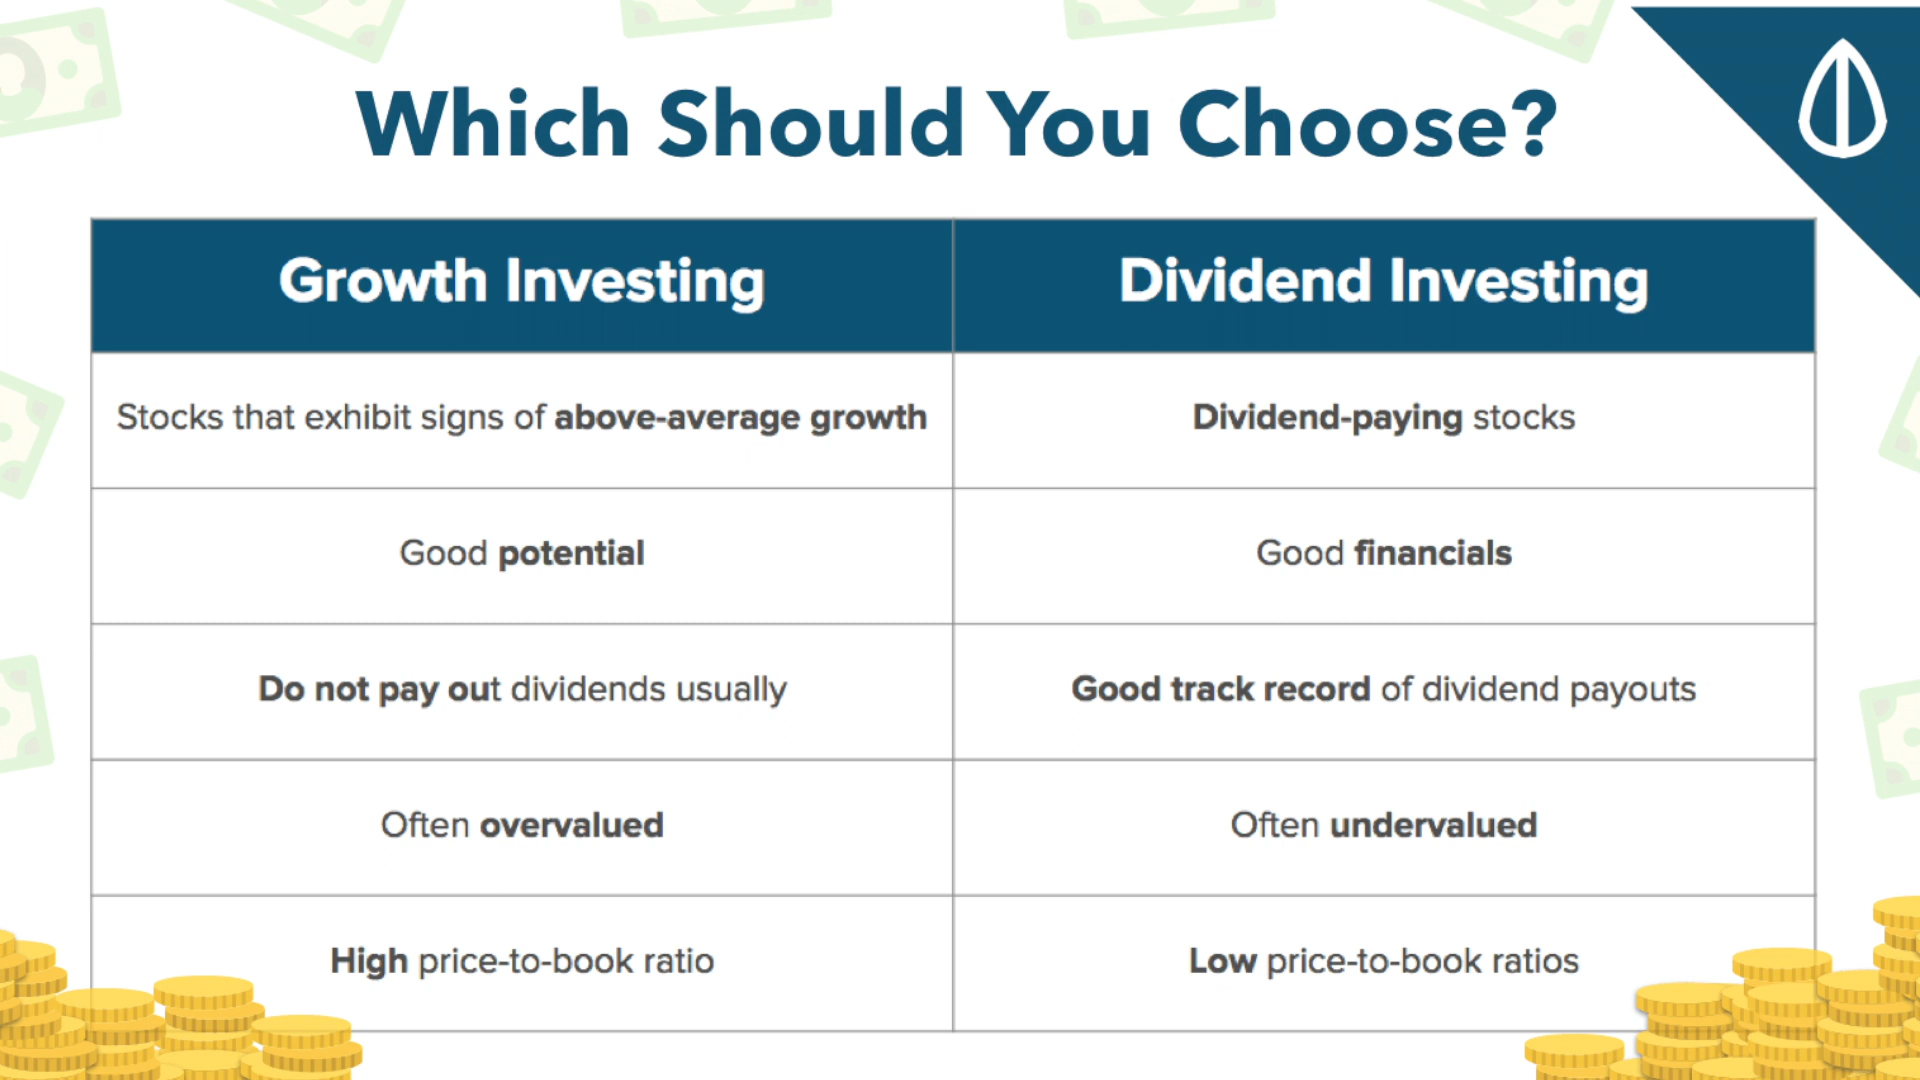 Which Should You Choose?
Growth Investing
Dividend Investing
Stocks that exhibit signs of above-average growth
Dividend-paying stocks
Good potential
Good financials
Do not pay out dividends usually
Good track record of dividend payouts
Often overvalued
Often undervalued
High price-to-book ratio
Low price-to-book ratios